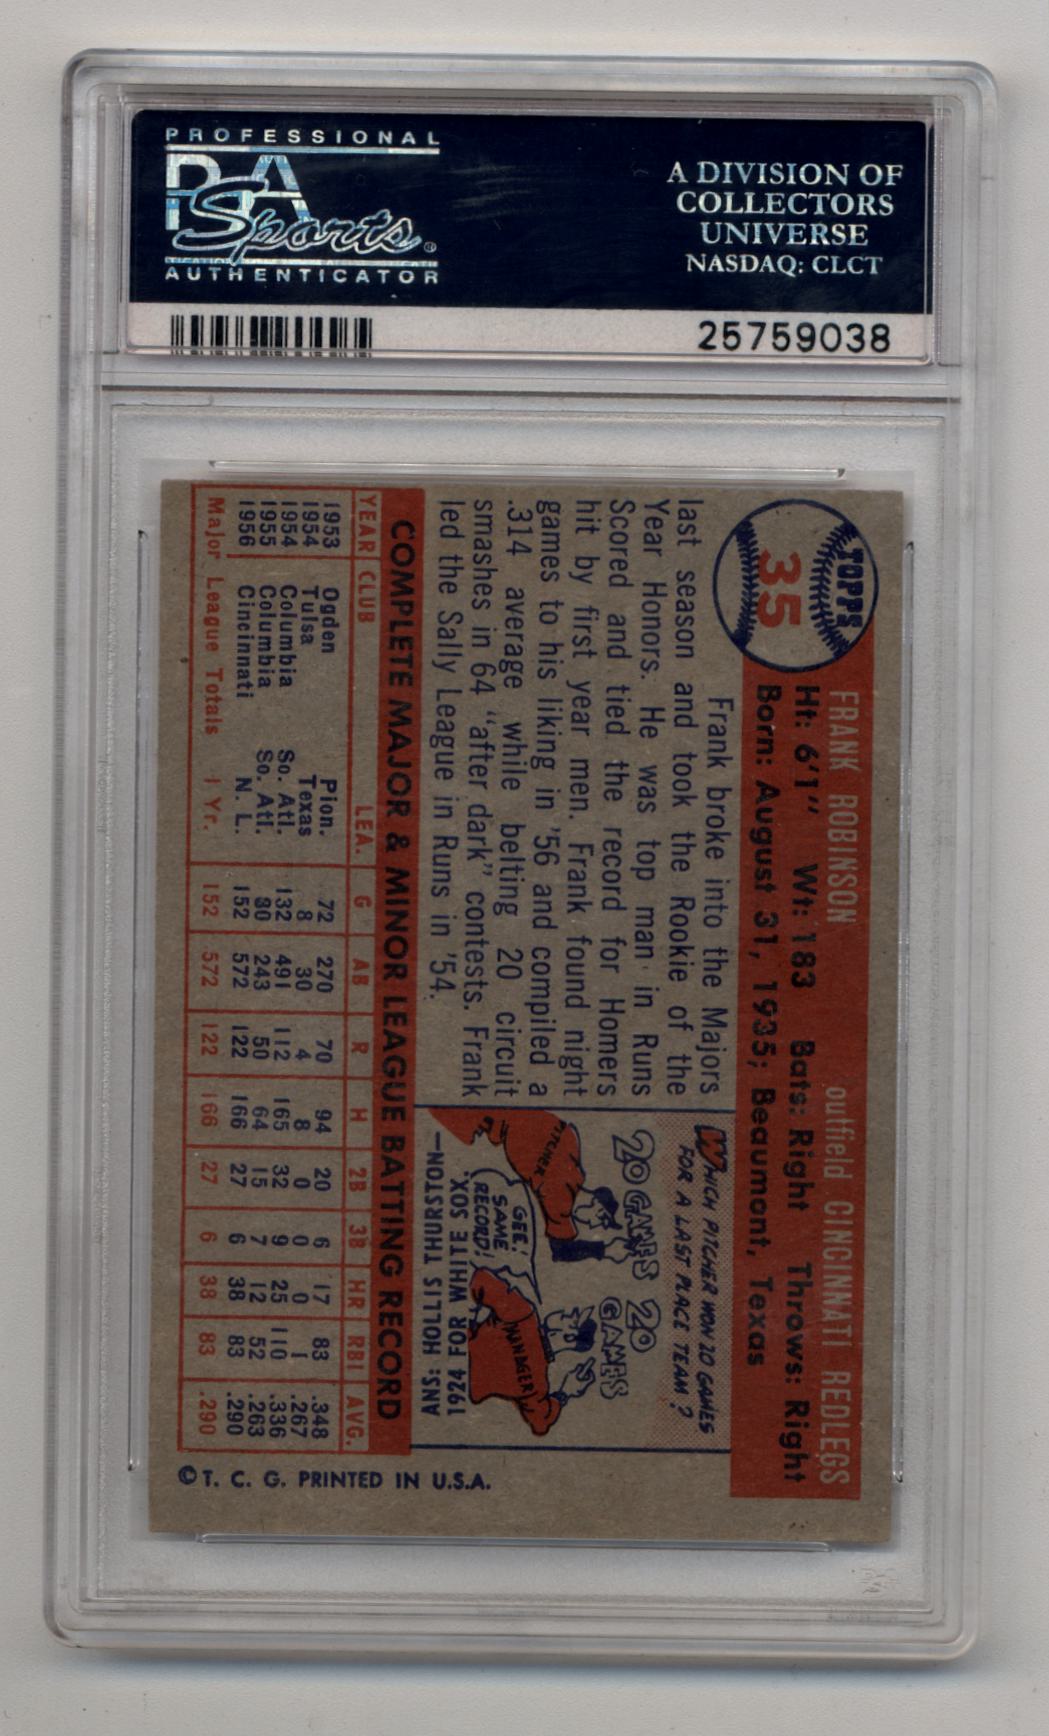 PROFESSIONAL
PSA
Sports®
AUTHENTICATOR
A DIVISION OF
COLLECTORS
UNIVERSE
NASDAQ: CLCT
25759038
TOPPS
35
FRANK ROBINSON outfield CINCINNATI REDLEGS
Ht: 6'1" Wt: 183 Bats: Right Throws: Right
Born: August 31, 1935; Beaumont, Texas
Frank broke into the Majors
last season and took the Rookie of the
Year Honors. He was top man in Runs
Scored and tied the record for Homers
hit by first year men. Frank found night
games to his liking in '56 and compiled a
.314 average while belting 20 circuit
smashes in 64 "after dark" contests. Frank
led the Sally League in Runs in '54.
WHICH PITCHER WON 20 GAMES
FOR A LAST PLACE TEAM?
20 GAMES
20 GAMES
PITCHER
MANAGER
GEE!
SAME
RECORD!
ANS: HOLLIS THURSTON—
1924 FOR WHITE SOX.
COMPLETE MAJOR & MINOR LEAGUE BATTING RECORD
YEAR CLUB LEA. G AB R H 2B 3B HR RBI AVG.
1953 Ogden Pion. 72 270 70 94 20 6 17 83 .348
1954 Tulsa Texas 8 30 4 8 0 0 0 1 .267
1954 Columbia So. Atl. 132 491 112 165 32 9 25 110 .336
1955 Columbia So. Atl. 80 243 50 64 15 7 12 52 .263
1956 Cincinnati N. L. 152 572 122 166 27 6 38 83 .290
Major League Totals 1 Yr. 152 572 122 166 27 6 38 83 .290
©T. C. G. PRINTED IN U.S.A.